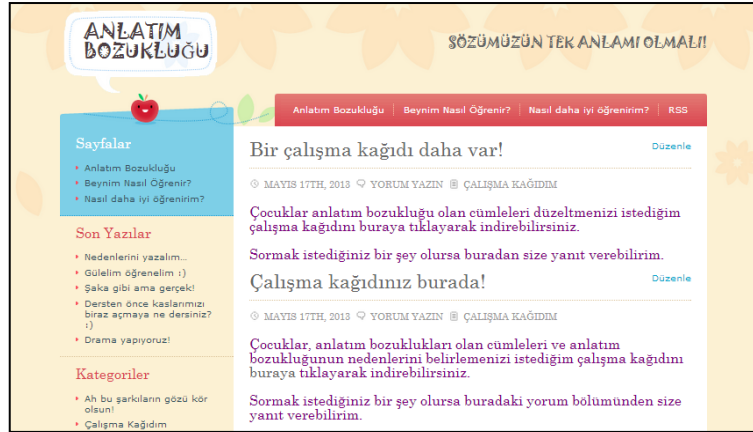 ANLATIM
BOZUKLUĞU
SÖZÜMÜZÜN TEK ANLAMI OLMALI!
Anlatım Bozukluğu
Beynim Nasıl Öğrenir?
Nasıl daha iyi öğrenirim?
RSS
Sayfalar
Anlatım Bozukluğu
Beynim Nasıl Öğrenir?
Nasıl daha iyi öğrenirim?
Son Yazılar
Nedenlerini yazalım...
Gülelim öğrenelim :)
Şaka gibi ama gerçek!
Dersten önce kaslarımızı
biraz açmaya ne dersiniz?
:)
Drama yapıyoruz!
Kategoriler
Ah bu şarkıların gözü kör
olsun!
Çalışma Kağıdım
Bir çalışma kağıdı daha var!
Düzenle
MAYIS 17TH, 2013 YORUM YAZIN ÇALIŞMA KAĞIDIM
Çocuklar anlatım bozukluğu olan cümleleri düzeltmenizi istediğim
çalışma kağıdını buraya tıklayarak indirebilirsiniz.
Sormak istediğiniz bir şey olursa buradan size yanıt verebilirim.
Çalışma kağıdınız burada!
Düzenle
MAYIS 17TH, 2013 YORUM YAZIN ÇALIŞMA KAĞIDIM
Çocuklar, anlatım bozuklukları olan cümleleri ve anlatım
bozukluğunun nedenlerini belirlemenizi istediğim çalışma kağıdını
buraya tıklayarak indirebilirsiniz.
Sormak istediğiniz bir şey olursa buradaki yorum bölümünden size
yanıt verebilirim.